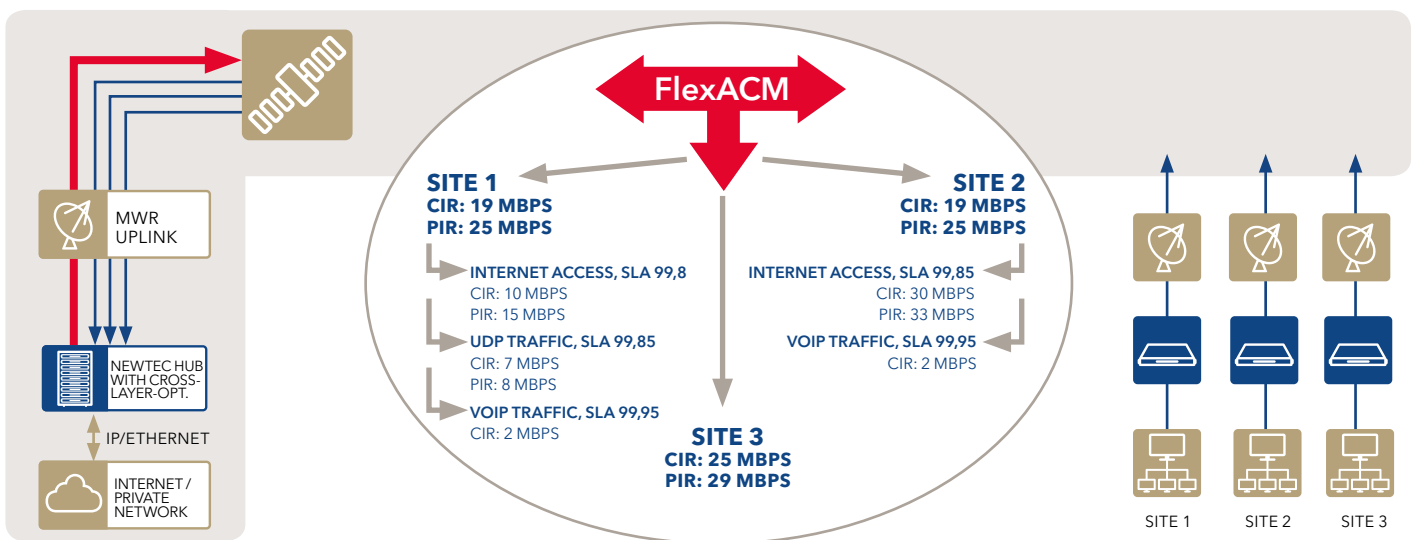 FlexACM
MWR
UPLINK
NEWTEC HUB
WITH CROSS-
LAYER-OPT.
IP/ETHERNET
INTERNET /
PRIVATE
NETWORK
SITE 1
CIR: 19 MBPS
PIR: 25 MBPS
INTERNET ACCESS, SLA 99,8
CIR: 10 MBPS
PIR: 15 MBPS
UDP TRAFFIC, SLA 99,85
CIR: 7 MBPS
PIR: 8 MBPS
VOIP TRAFFIC, SLA 99,95
CIR: 2 MBPS
SITE 2
CIR: 19 MBPS
PIR: 25 MBPS
INTERNET ACCESS, SLA 99,85
CIR: 30 MBPS
PIR: 33 MBPS
VOIP TRAFFIC, SLA 99,95
CIR: 2 MBPS
SITE 3
CIR: 25 MBPS
PIR: 29 MBPS
SITE 1
SITE 2
SITE 3